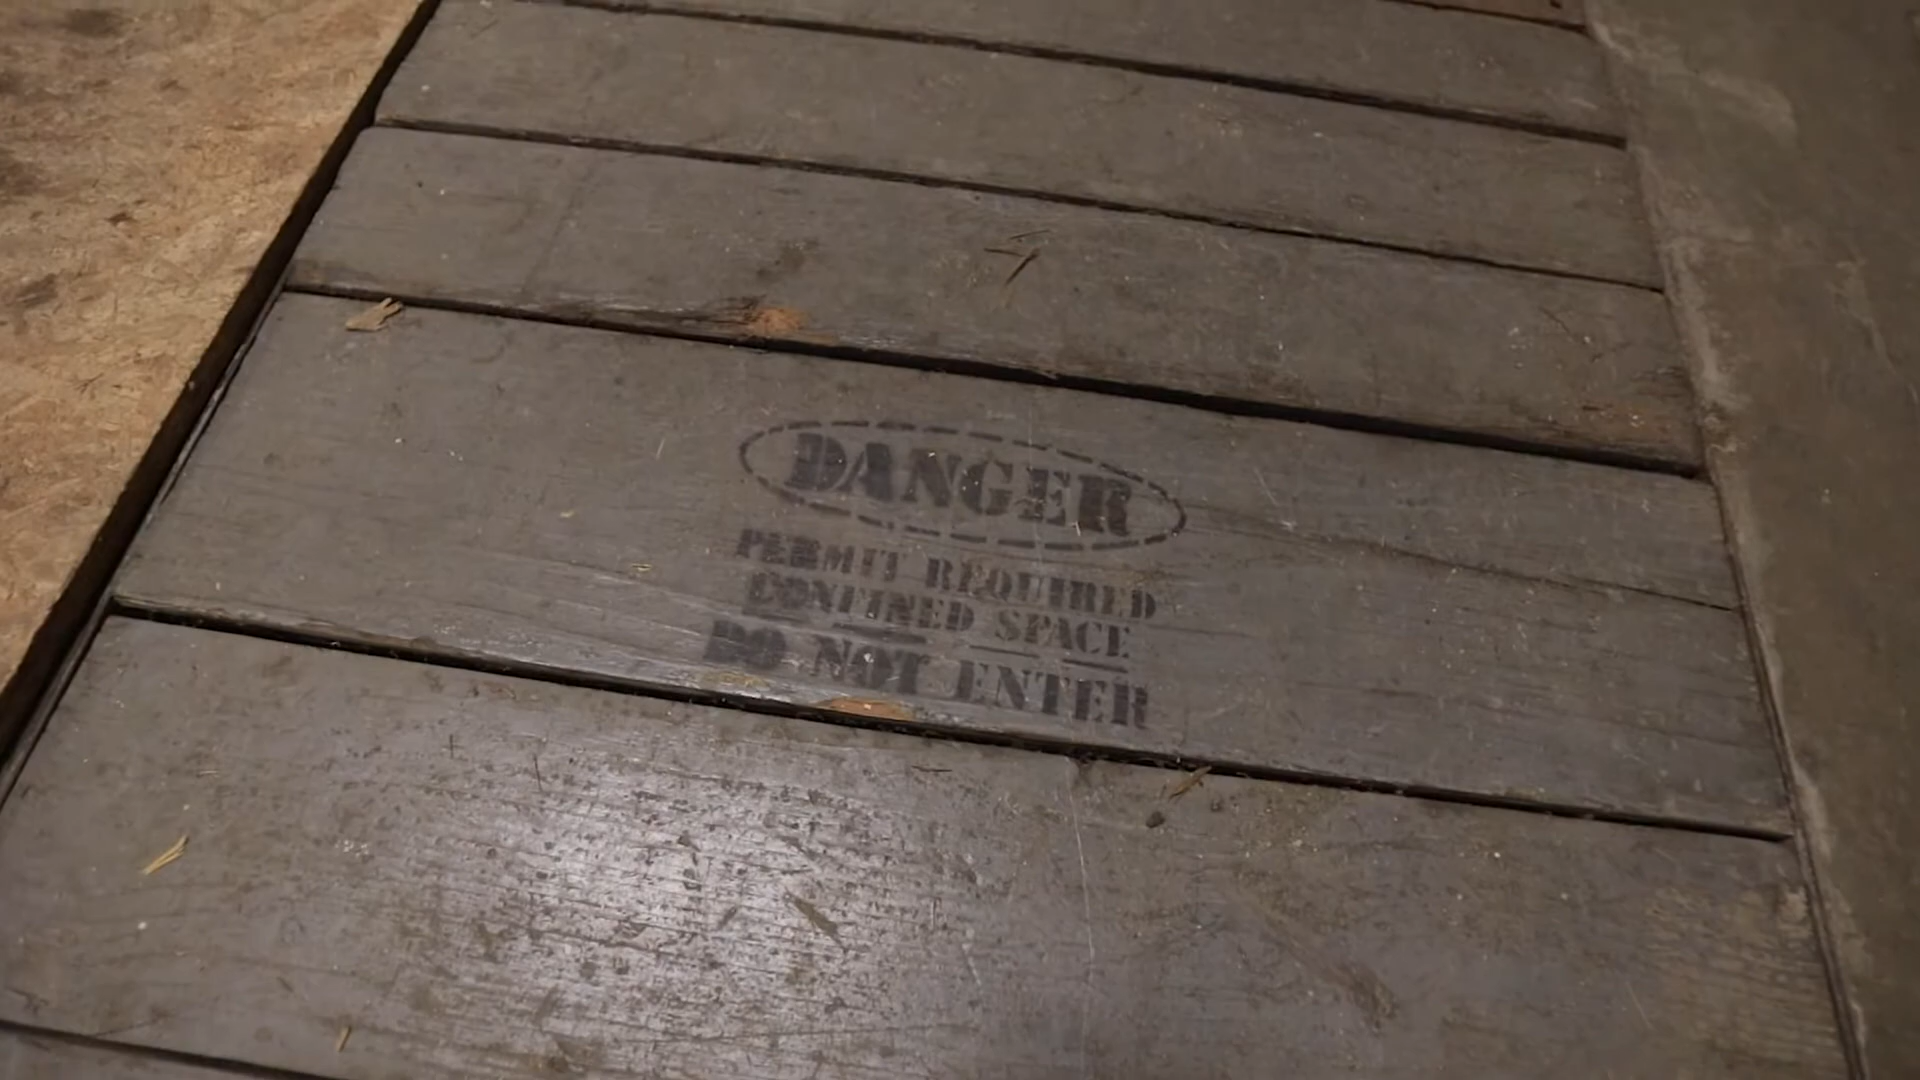 DANGER
PERMIT REQUIRED
CONFINED SPACE
DO NOT ENTER